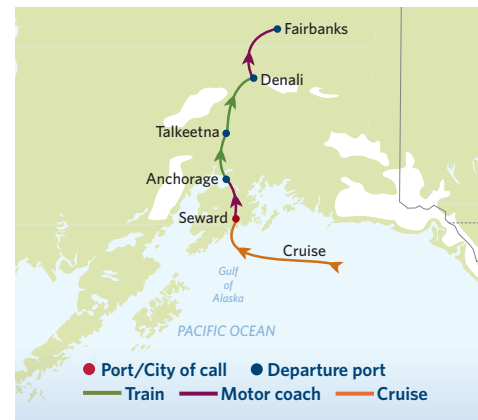 Fairbanks
Denali
Talkeetna
Anchorage
Seward
Cruise
Gulf
of
Alaska
PACIFIC OCEAN
Port/City of call Departure port
Train Motor coach Cruise